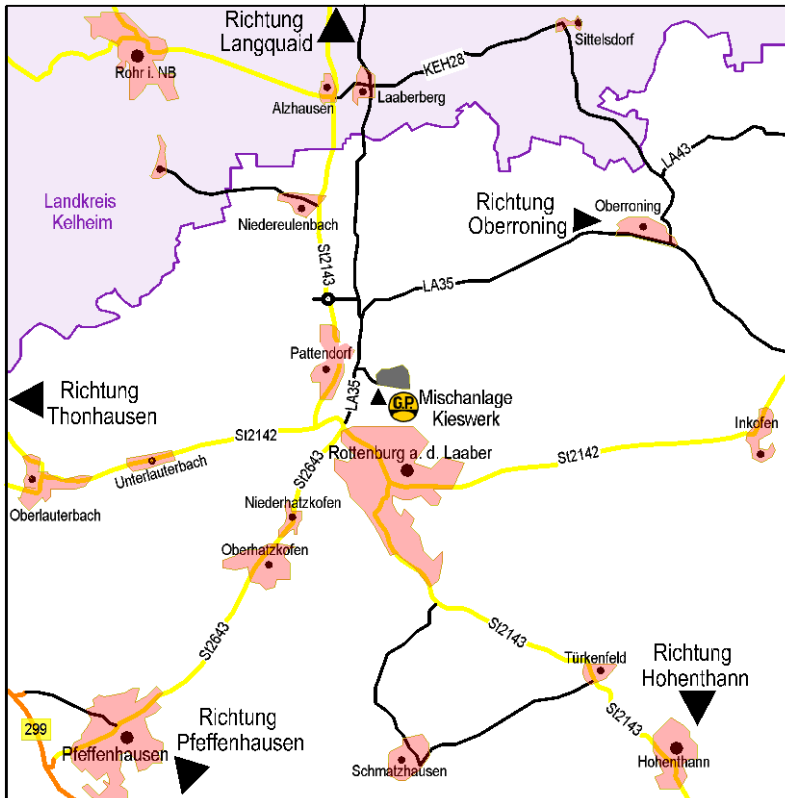 Richtung
Langquaid
Sittelsdorf
Rohr i. NB
KEH28
Alzhausen
Laaberberg
LA43
Landkreis
Kelheim
Niedereulenbach
Richtung
Oberroning
Oberroning
St2143
LA35
Pattendorf
Richtung
Thonhausen
LA35
G.P.
Mischanlage
Kieswerk
Inkofen
St2142
Unterlauterbach
Oberlauterbach
St2643
Rottenburg a. d. Laaber
St2142
Niederhatzkofen
Oberhatzkofen
St2643
St2143
Türkenfeld
Richtung
Hohenthann
St2143
299
Pfeffenhausen
Richtung
Pfeffenhausen
Schmatzhausen
Hohenthann